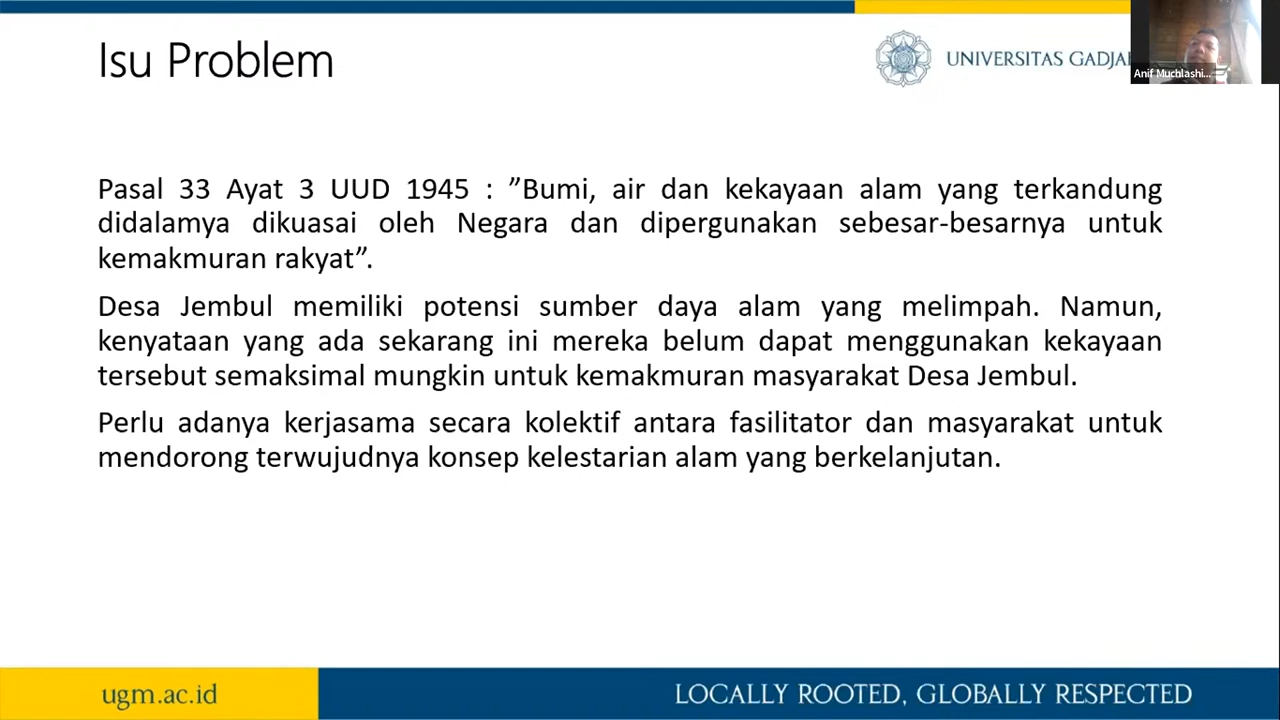 Isu Problem
UNIVERSITAS
Anif Muchlashi...
Pasal 33 Ayat 3 UUD 1945 : ”Bumi, air dan kekayaan alam yang terkandung
didalamya dikuasai oleh Negara dan dipergunakan sebesar-besarnya untuk
kemakmuran rakyat”.
Desa Jembul memiliki potensi sumber daya alam yang melimpah. Namun,
kenyataan yang ada sekarang ini mereka belum dapat menggunakan kekayaan
tersebut semaksimal mungkin untuk kemakmuran masyarakat Desa Jembul.
Perlu adanya kerjasama secara kolektif antara fasilitator dan masyarakat untuk
mendorong terwujudnya konsep kelestarian alam yang berkelanjutan.
ugm.ac.id
LOCALLY ROOTED, GLOBALLY RESPECTED